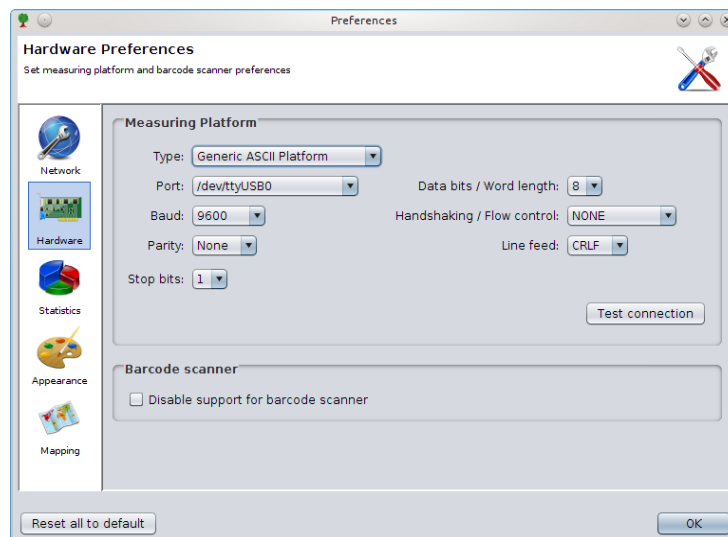 Preferences
Hardware Preferences
Set measuring platform and barcode scanner preferences
Network
Hardware
Statistics
Appearance
Mapping
Measuring Platform
Type: Generic ASCII Platform
Port: /dev/ttyUSB0 Data bits / Word length: 8
Baud: 9600 Handshaking / Flow control: NONE
Parity: None Line feed: CRLF
Stop bits: 1
Test connection
Barcode scanner
Disable support for barcode scanner
Reset all to default OK